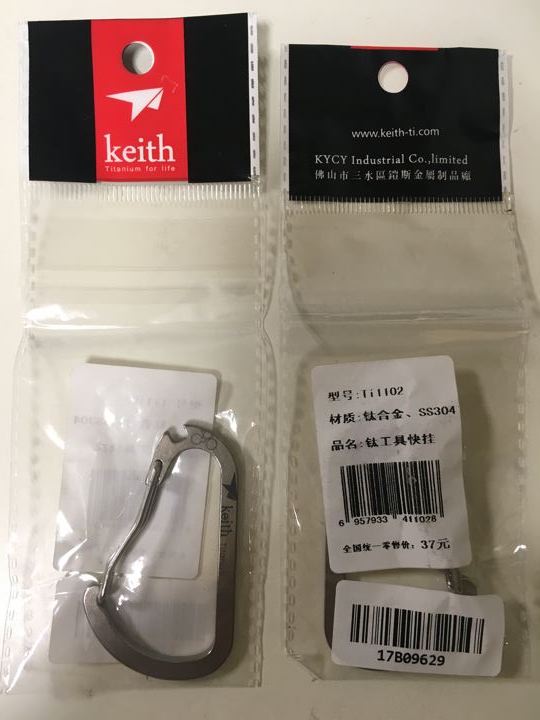 keith
Titanium for life
keith
www.keith-ti.com
KYCY Industrial Co.,limited
佛山市三水區鎧斯金屬制品廠
型号:Ti1102
材质:钛合金、SS304
品名:钛工具快挂
6 957933 411028
全国统一零售价: 37元
17B09629